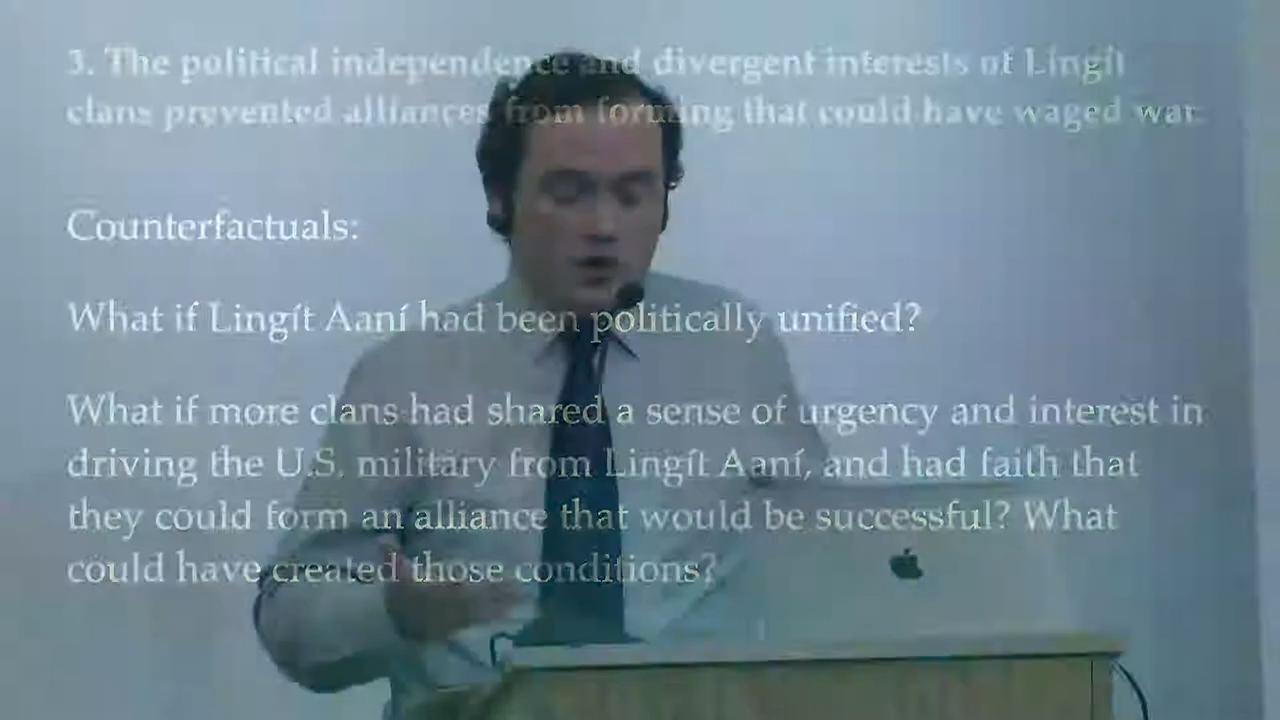 3. The political independence and divergent interests of Lingít
clans prevented alliances from forming that could have waged war.
Counterfactuals:
What if Lingít Aaní had been politically unified?
What if more clans had shared a sense of urgency and interest in
driving the U.S. military from Lingít Aaní, and had faith that
they could form an alliance that would be successful? What
could have created those conditions?